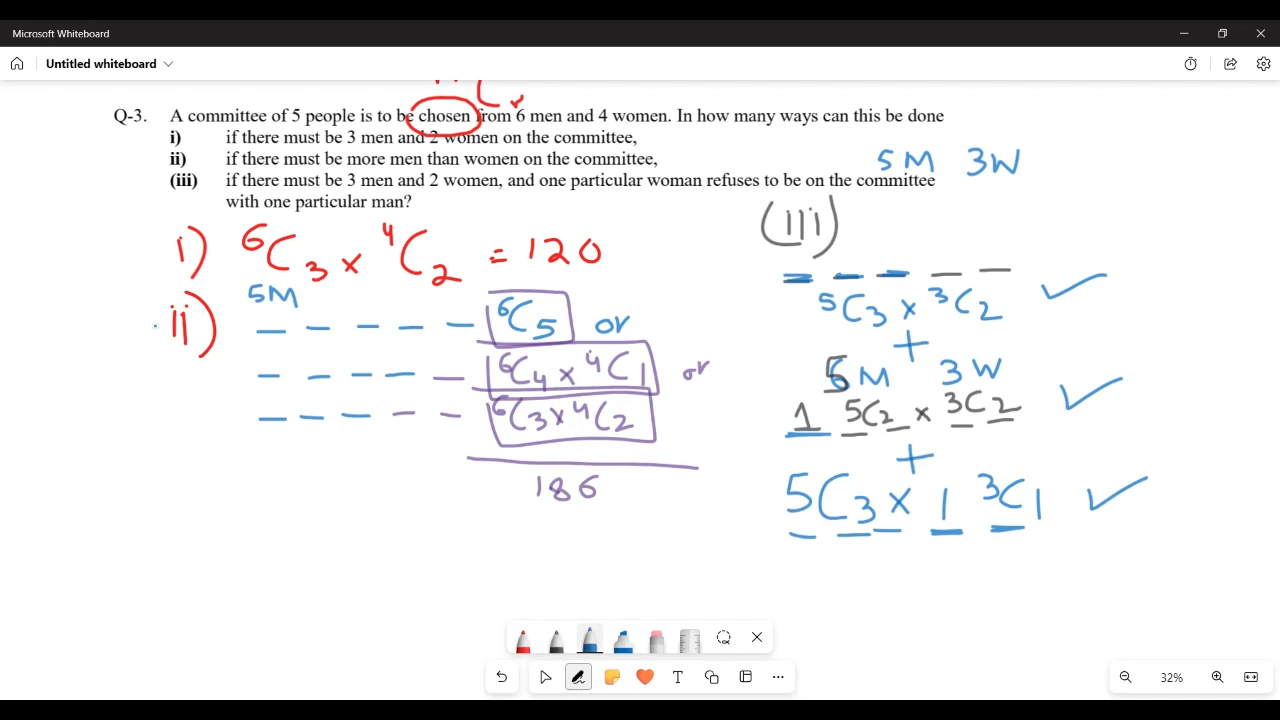 Microsoft Whiteboard
Untitled whiteboard
Q-3. A committee of 5 people is to be chosen from 6 men and 4 women. In how many ways can this be done
i) if there must be 3 men and 2 women on the committee,
ii) if there must be more men than women on the committee,
5M 3W
(iii) if there must be 3 men and 2 women, and one particular woman refuses to be on the committee
with one particular man?
i) 6C3 × 4C2 = 120
ii) 5M
6C5 or
6C4 × 4C1 or
6C3 × 4C2
186
(iii)
5C3 × 3C2
+
5M 3W
1 5C2 × 3C2
+
5C3 × 1 3C1
T
32%